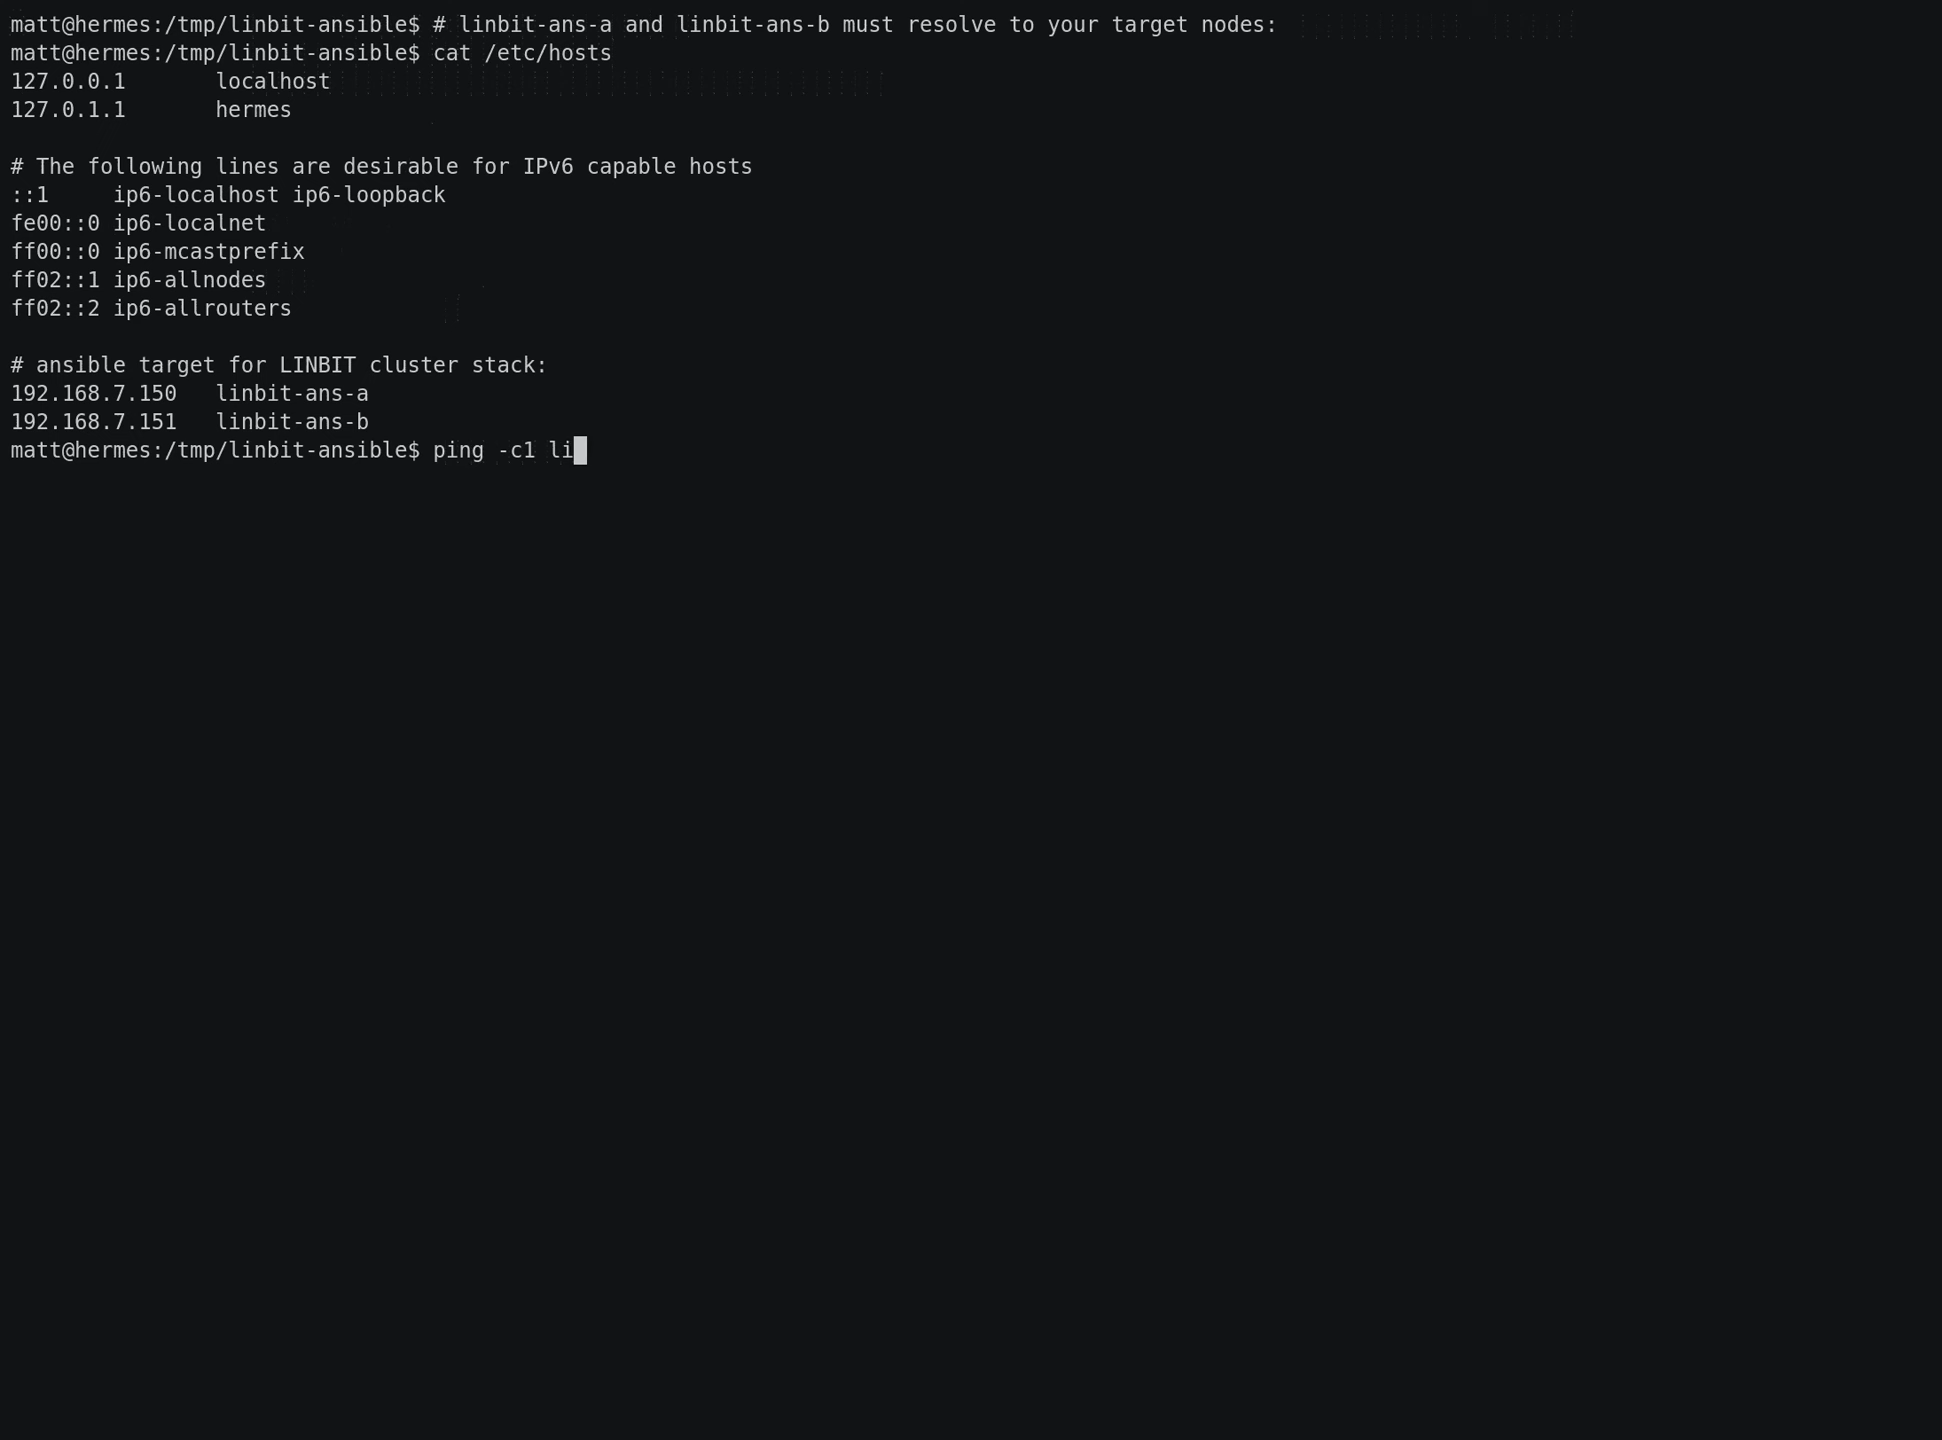 matt@hermes:/tmp/linbit-ansible$ # linbit-ans-a and linbit-ans-b must resolve to your target nodes:
matt@hermes:/tmp/linbit-ansible$ cat /etc/hosts
127.0.0.1       localhost
127.0.1.1       hermes

# The following lines are desirable for IPv6 capable hosts
::1     ip6-localhost ip6-loopback
fe00::0 ip6-localnet
ff00::0 ip6-mcastprefix
ff02::1 ip6-allnodes
ff02::2 ip6-allrouters

# ansible target for LINBIT cluster stack:
192.168.7.150   linbit-ans-a
192.168.7.151   linbit-ans-b
matt@hermes:/tmp/linbit-ansible$ ping -c1 li